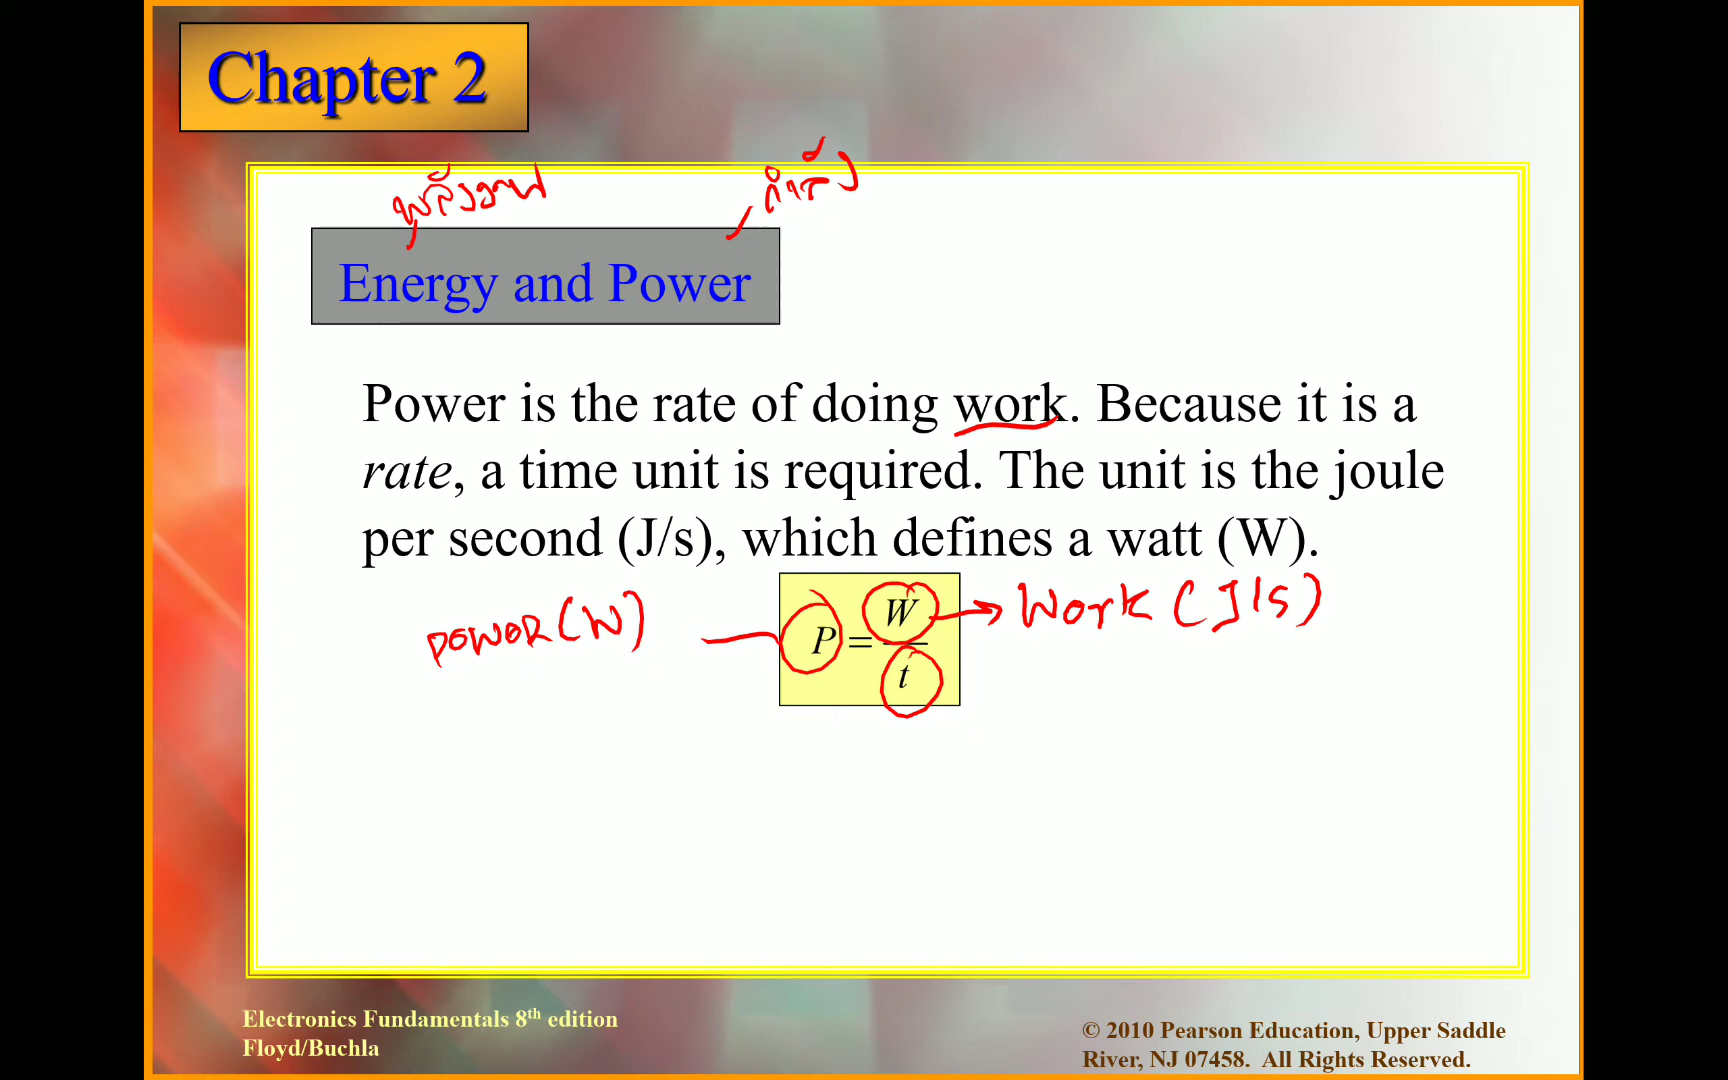 Chapter 2
พลังงาน
กำลัง
Energy and Power
Power is the rate of doing work. Because it is a
rate, a time unit is required. The unit is the joule
per second (J/s), which defines a watt (W).
POWER(W)
P = W
t
Work (J/s)
Electronics Fundamentals 8th edition
Floyd/Buchla
© 2010 Pearson Education, Upper Saddle
River, NJ 07458. All Rights Reserved.